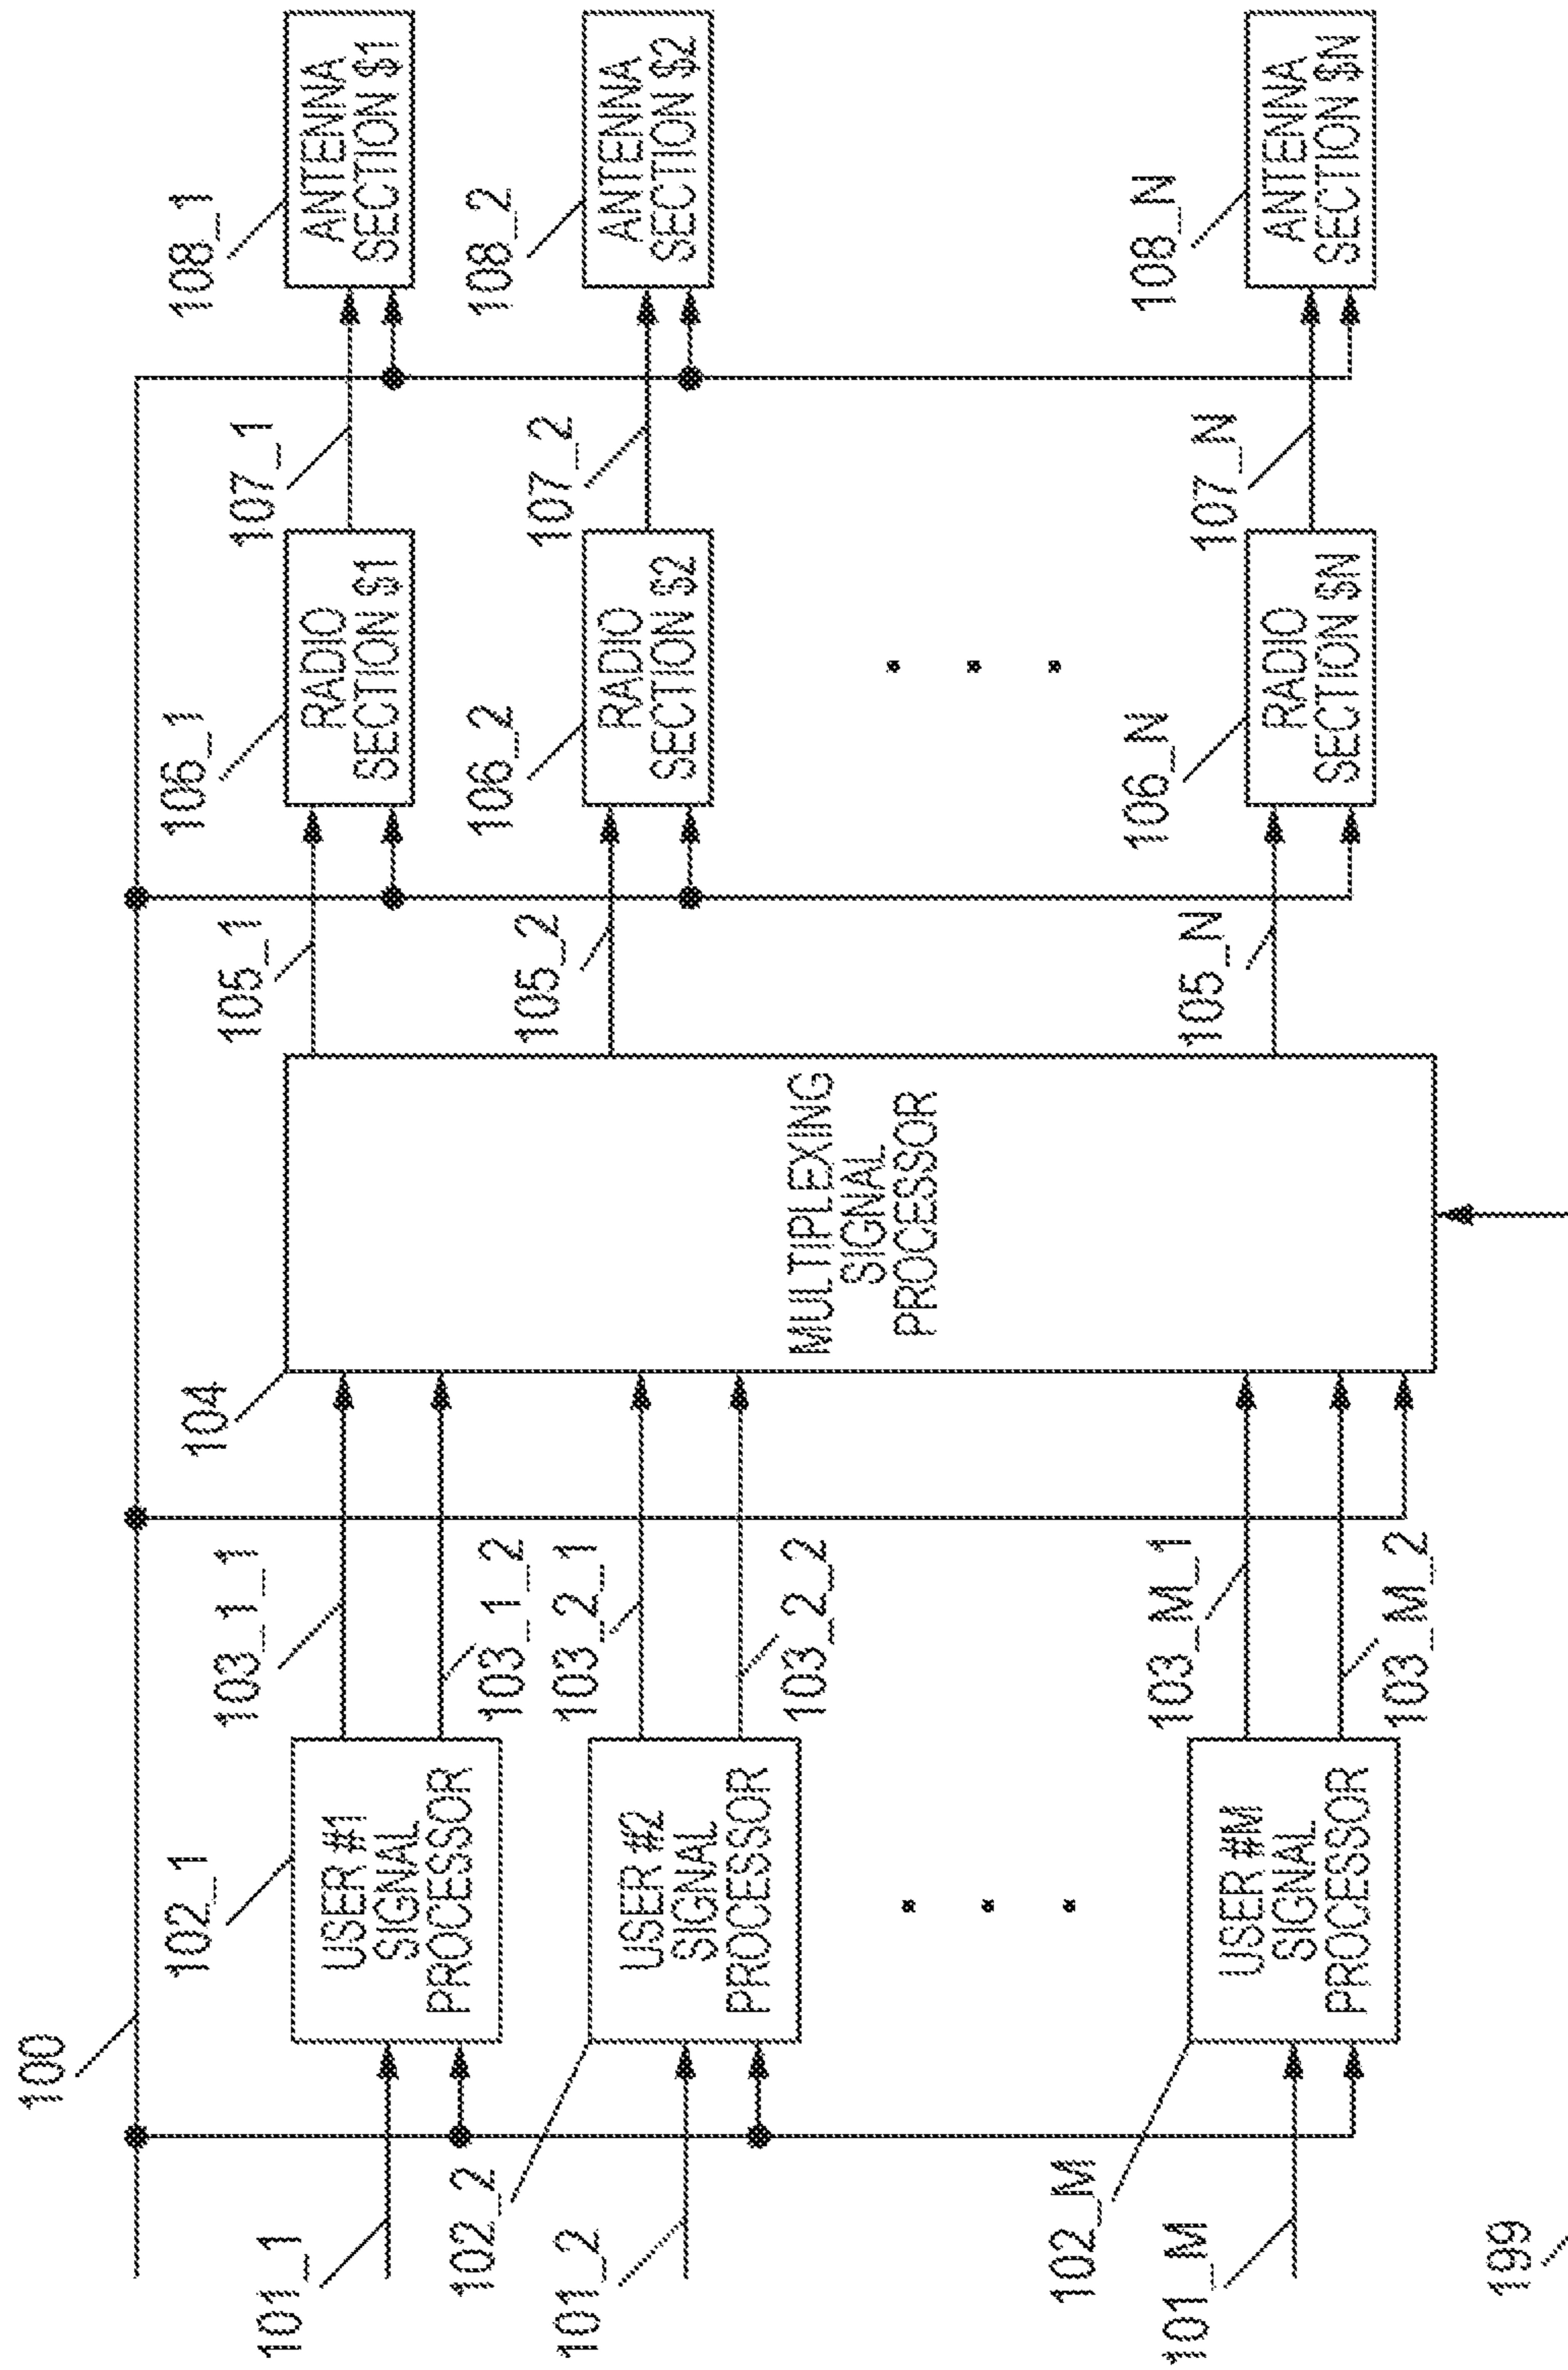 100
101_1
102_1
USER #1
SIGNAL
PROCESSOR
103_1_1
103_1_2
104
MULTIPLEXING
SIGNAL
PROCESSOR
105_1
106_1
RADIO
SECTION $1
107_1
108_1
ANTENNA
SECTION $1
101_2
102_2
USER #2
SIGNAL
PROCESSOR
103_2_1
103_2_2
105_2
106_2
RADIO
SECTION $2
107_2
108_2
ANTENNA
SECTION $2
101_M
102_M
USER #M
SIGNAL
PROCESSOR
103_M_1
103_M_2
105_N
106_N
RADIO
SECTION $N
107_N
108_N
ANTENNA
SECTION $N
199